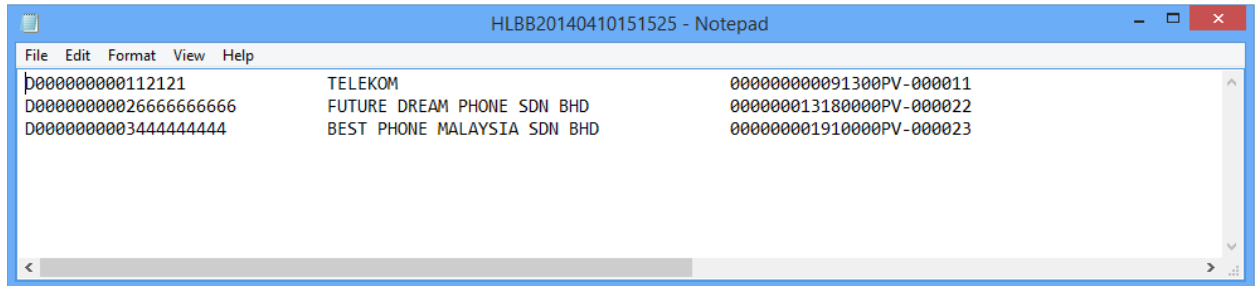 HLBB20140410151525 - Notepad
File Edit Format View Help
D000000000112121 TELEKOM 000000000091300PV-000011
D00000000026666666666 FUTURE DREAM PHONE SDN BHD 000000013180000PV-000022
D0000000003444444444 BEST PHONE MALAYSIA SDN BHD 000000001910000PV-000023